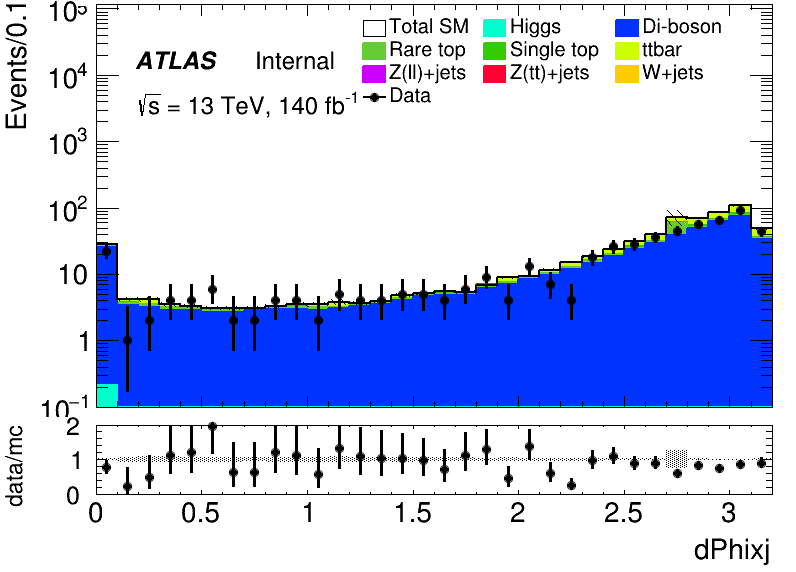 10⁵
Events/0.1
10⁴
10³
10²
10
1
10⁻¹
ATLAS Internal
√s = 13 TeV, 140 fb⁻¹
Total SM Higgs Di-boson
Rare top Single top ttbar
Z(ll)+jets Z(tt)+jets W+jets
Data
data/mc
2
1
0
0 0.5 1 1.5 2 2.5 3
dPhixj